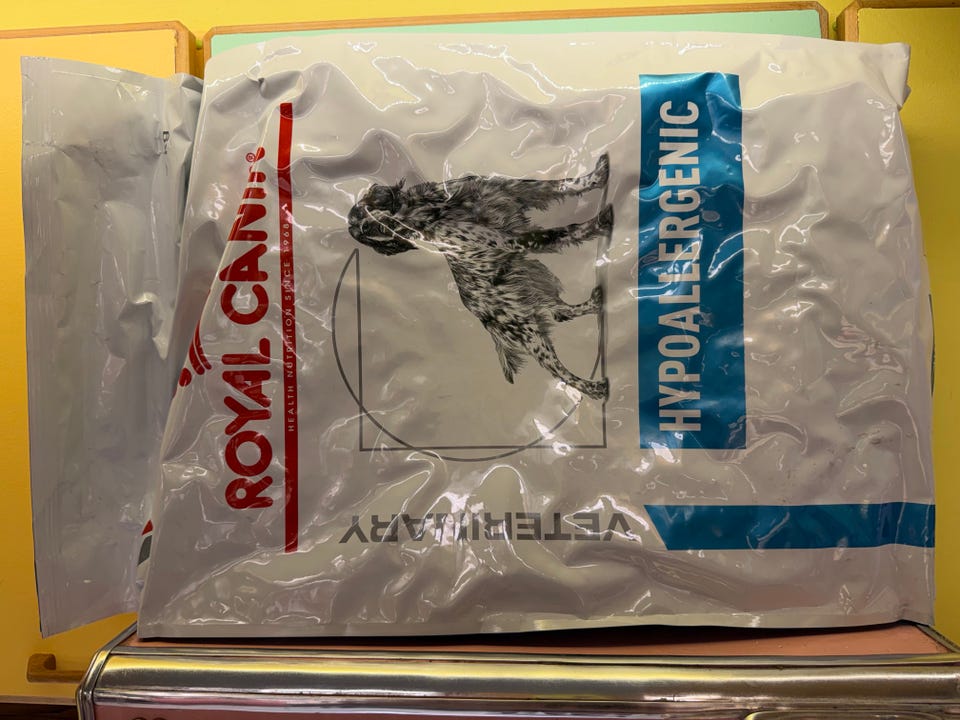 ROYAL CANIN®
HEALTH NUTRITION SINCE 1968
HYPOALLERGENIC
VETERINARY